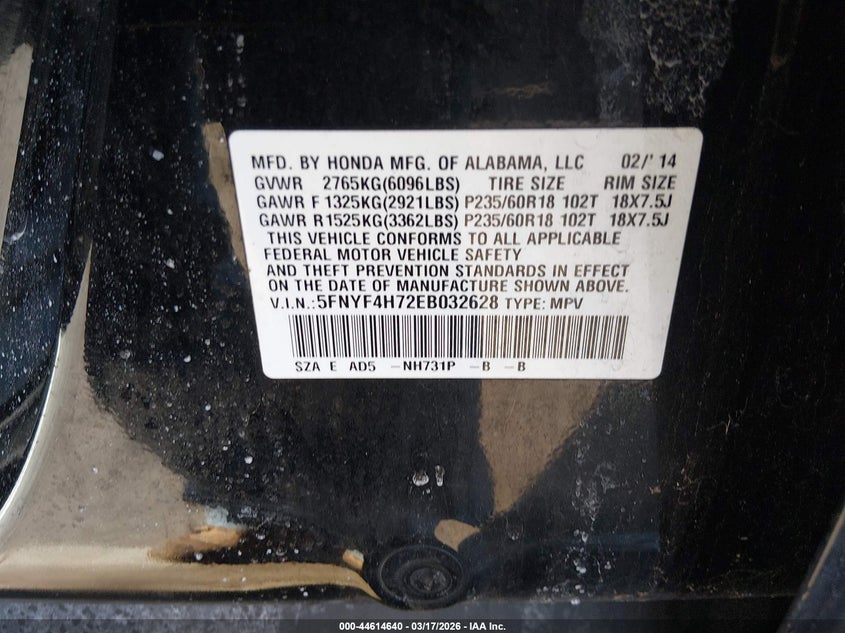 MFD. BY HONDA MFG. OF ALABAMA, LLC 02/' 14
GVWR 2765KG(6096LBS) TIRE SIZE RIM SIZE
GAWR F 1325KG(2921LBS) P235/60R18 102T 18X7.5J
GAWR R1525KG(3362LBS) P235/60R18 102T 18X7.5J
THIS VEHICLE CONFORMS TO ALL APPLICABLE
FEDERAL MOTOR VEHICLE SAFETY
AND THEFT PREVENTION STANDARDS IN EFFECT
ON THE DATE OF MANUFACTURE SHOWN ABOVE.
V.I.N.:5FNYF4H72EB032628 TYPE: MPV
SZA E AD5 -NH731P -B -B
000-44614640 - 03/17/2026 - IAA Inc.